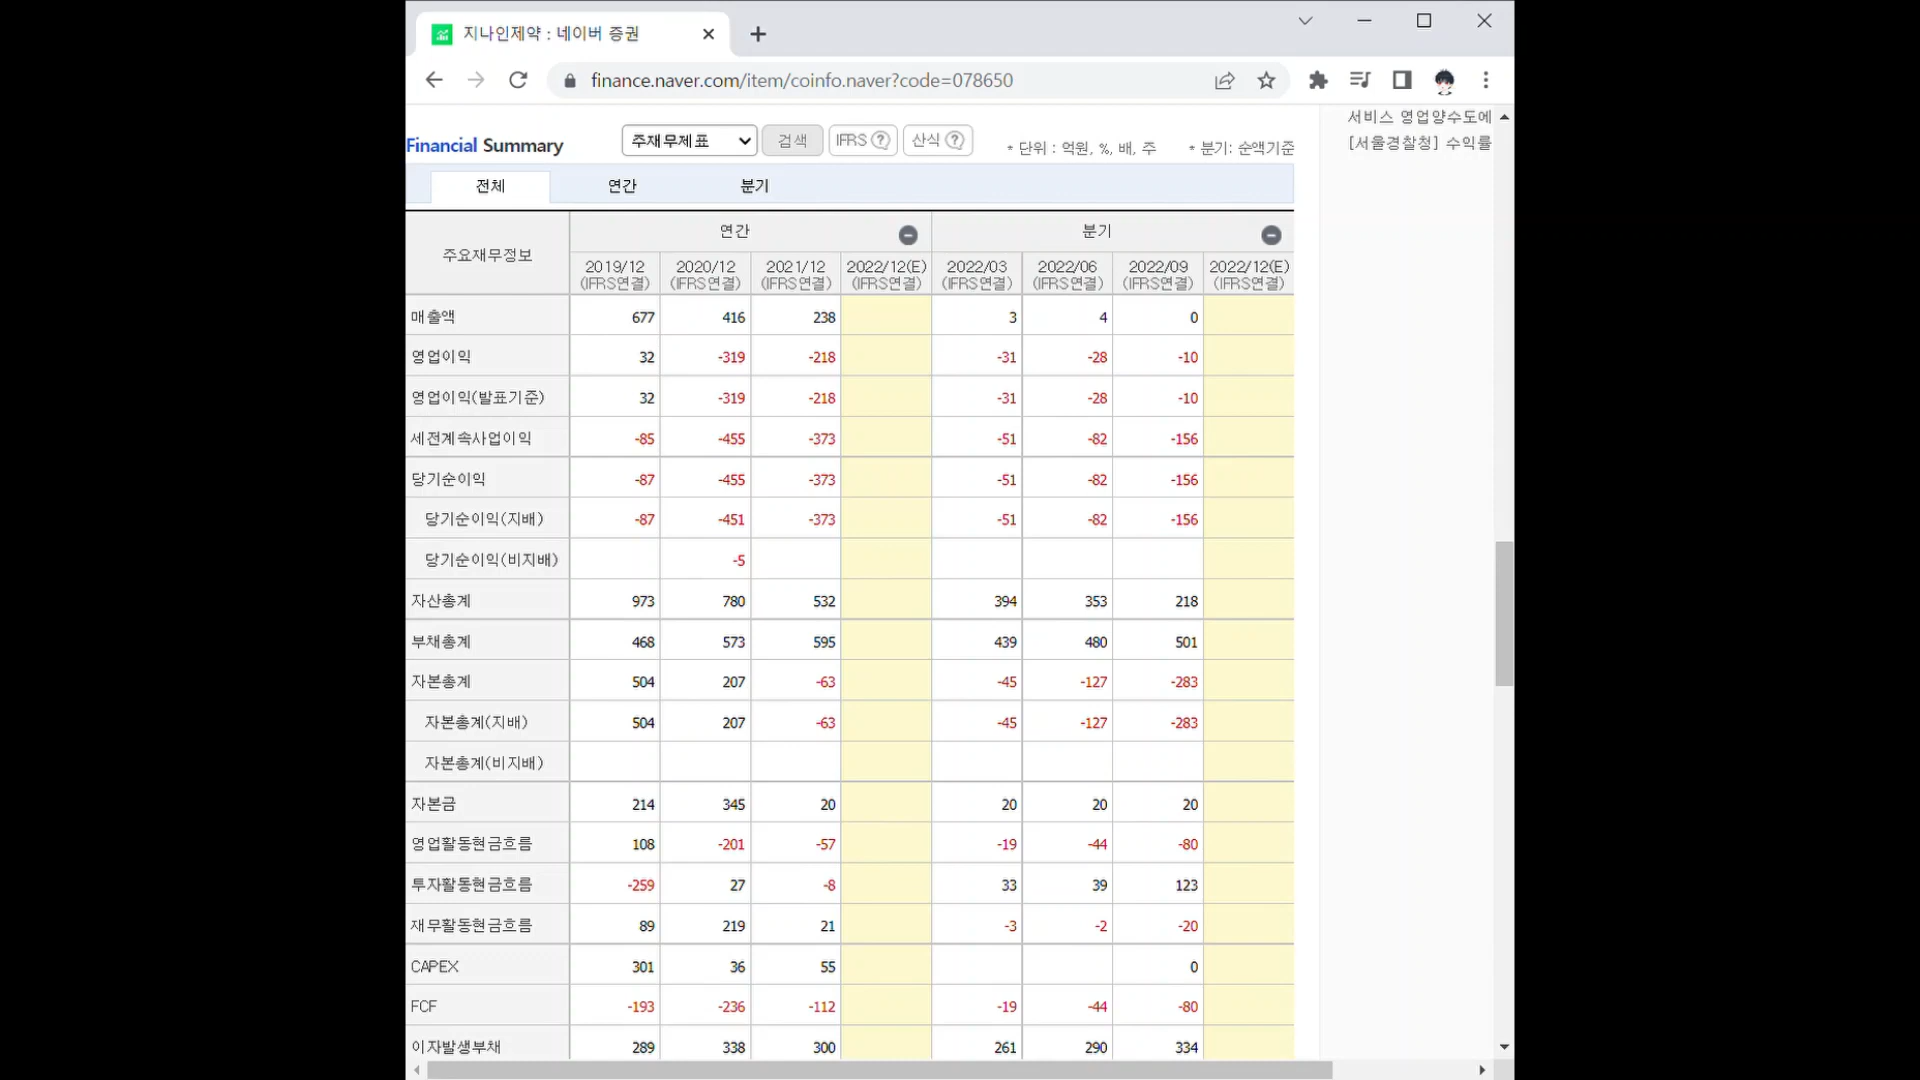 지나인제약 : 네이버 증권
finance.naver.com/item/coinfo.naver?code=078650
서비스 영업양수도에
[서울경찰청] 수익률
Financial Summary 주재무제표 검색 IFRS ? 산식 ? * 단위 : 억원, %, 배, 주 * 분기: 순액기준
전체 연간 분기
주요재무정보 연간 분기
2019/12 2020/12 2021/12 2022/12(E) 2022/03 2022/06 2022/09 2022/12(E)
(IFRS연결) (IFRS연결) (IFRS연결) (IFRS연결) (IFRS연결) (IFRS연결) (IFRS연결) (IFRS연결)
매출액 677 416 238 3 4 0
영업이익 32 -319 -218 -31 -28 -10
영업이익(발표기준) 32 -319 -218 -31 -28 -10
세전계속사업이익 -85 -455 -373 -51 -82 -156
당기순이익 -87 -455 -373 -51 -82 -156
당기순이익(지배) -87 -451 -373 -51 -82 -156
당기순이익(비지배) -5
자산총계 973 780 532 394 353 218
부채총계 468 573 595 439 480 501
자본총계 504 207 -63 -45 -127 -283
자본총계(지배) 504 207 -63 -45 -127 -283
자본총계(비지배)
자본금 214 345 20 20 20 20
영업활동현금흐름 108 -201 -57 -19 -44 -80
투자활동현금흐름 -259 27 -8 33 39 123
재무활동현금흐름 89 219 21 -3 -2 -20
CAPEX 301 36 55 0
FCF -193 -236 -112 -19 -44 -80
이자발생부채 289 338 300 261 290 334